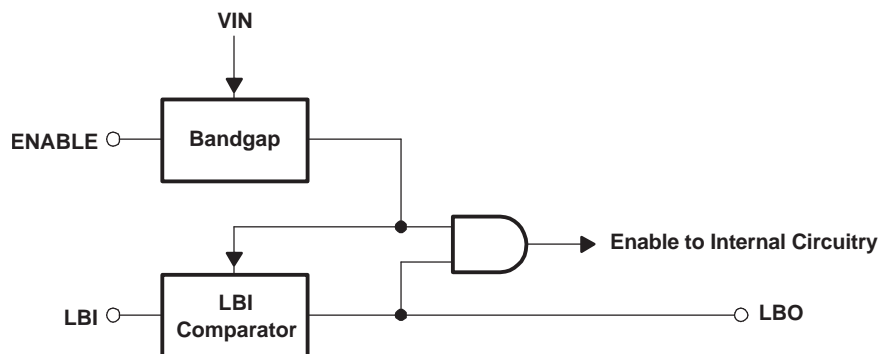 VIN
ENABLE
Bandgap
Enable to Internal Circuitry
LBI
LBI
Comparator
LBO